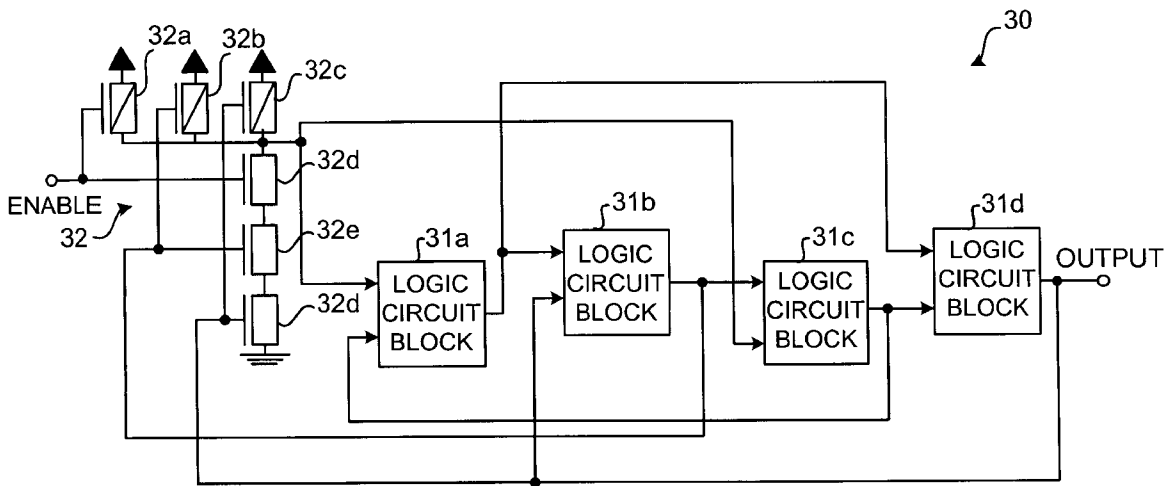 32a
32b
32c
30
32d
ENABLE
32
32e
32d
31a
LOGIC
CIRCUIT
BLOCK
31b
LOGIC
CIRCUIT
BLOCK
31c
LOGIC
CIRCUIT
BLOCK
31d
LOGIC
CIRCUIT
BLOCK
OUTPUT